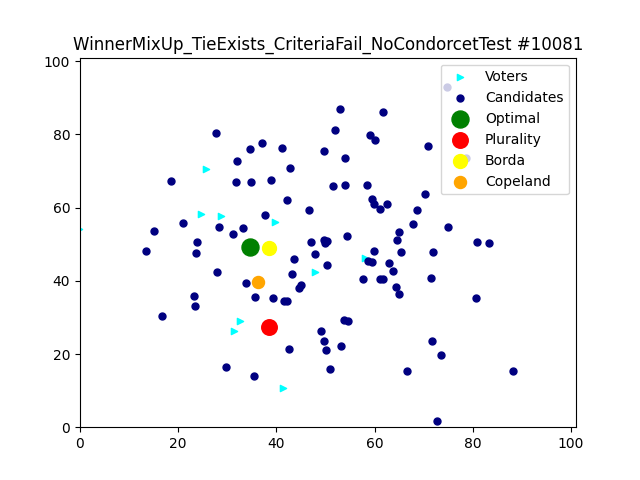 WinnerMixUp_TieExists_CriteriaFail_NoCondorcetTest #10081
100
80
60
40
20
0
0 20 40 60 80 100
Voters
Candidates
Optimal
Plurality
Borda
Copeland